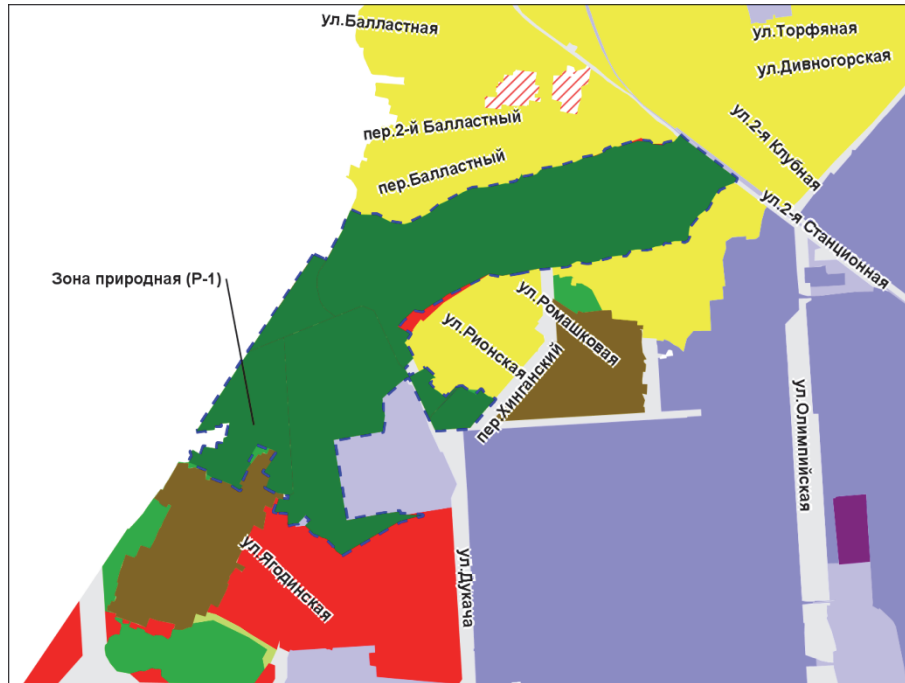 ул.Балластная
ул.Торфяная
ул.Дивногорская
пер.2-й Балластный
ул.2-я Клубная
пер.Балластный
ул.2-я Станционная
Зона природная (Р-1)
ул.Ромашковая
ул.Рионская
пер.Хинганский
ул.Олимпийская
ул.Ягодинская
ул.Дукача